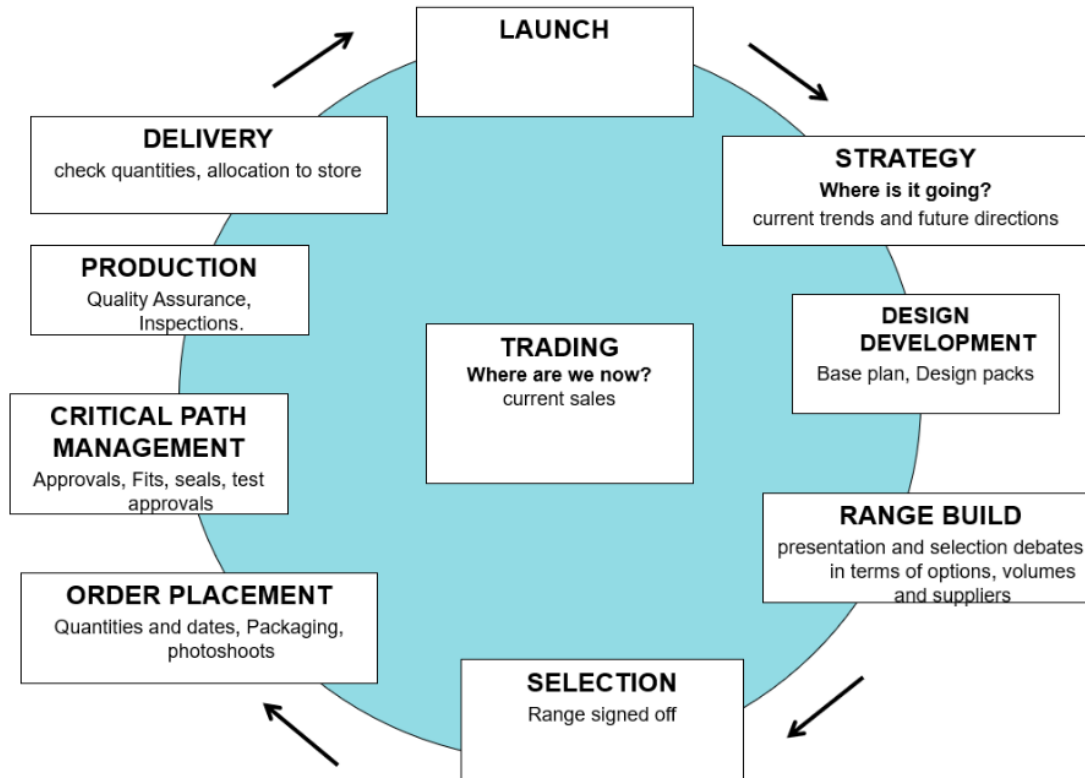 LAUNCH
STRATEGY
Where is it going?
current trends and future directions
DESIGN
DEVELOPMENT
Base plan, Design packs
RANGE BUILD
presentation and selection debates
in terms of options, volumes
and suppliers
SELECTION
Range signed off
ORDER PLACEMENT
Quantities and dates, Packaging,
photoshoots
CRITICAL PATH
MANAGEMENT
Approvals, Fits, seals, test
approvals
PRODUCTION
Quality Assurance,
Inspections.
DELIVERY
check quantities, allocation to store
TRADING
Where are we now?
current sales